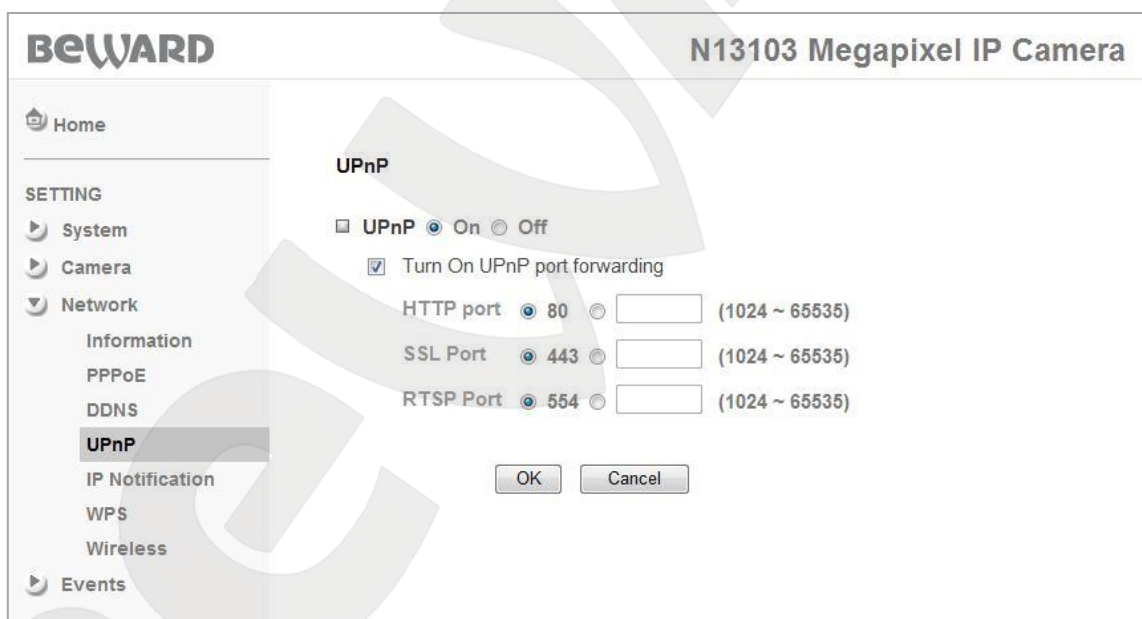 BEWARD
N13103 Megapixel IP Camera
Home
SETTING
System
Camera
Network
Information
PPPoE
DDNS
UPnP
IP Notification
WPS
Wireless
Events
UPnP
UPnP On Off
Turn On UPnP port forwarding
HTTP port 80 (1024 ~ 65535)
SSL Port 443 (1024 ~ 65535)
RTSP Port 554 (1024 ~ 65535)
OK Cancel